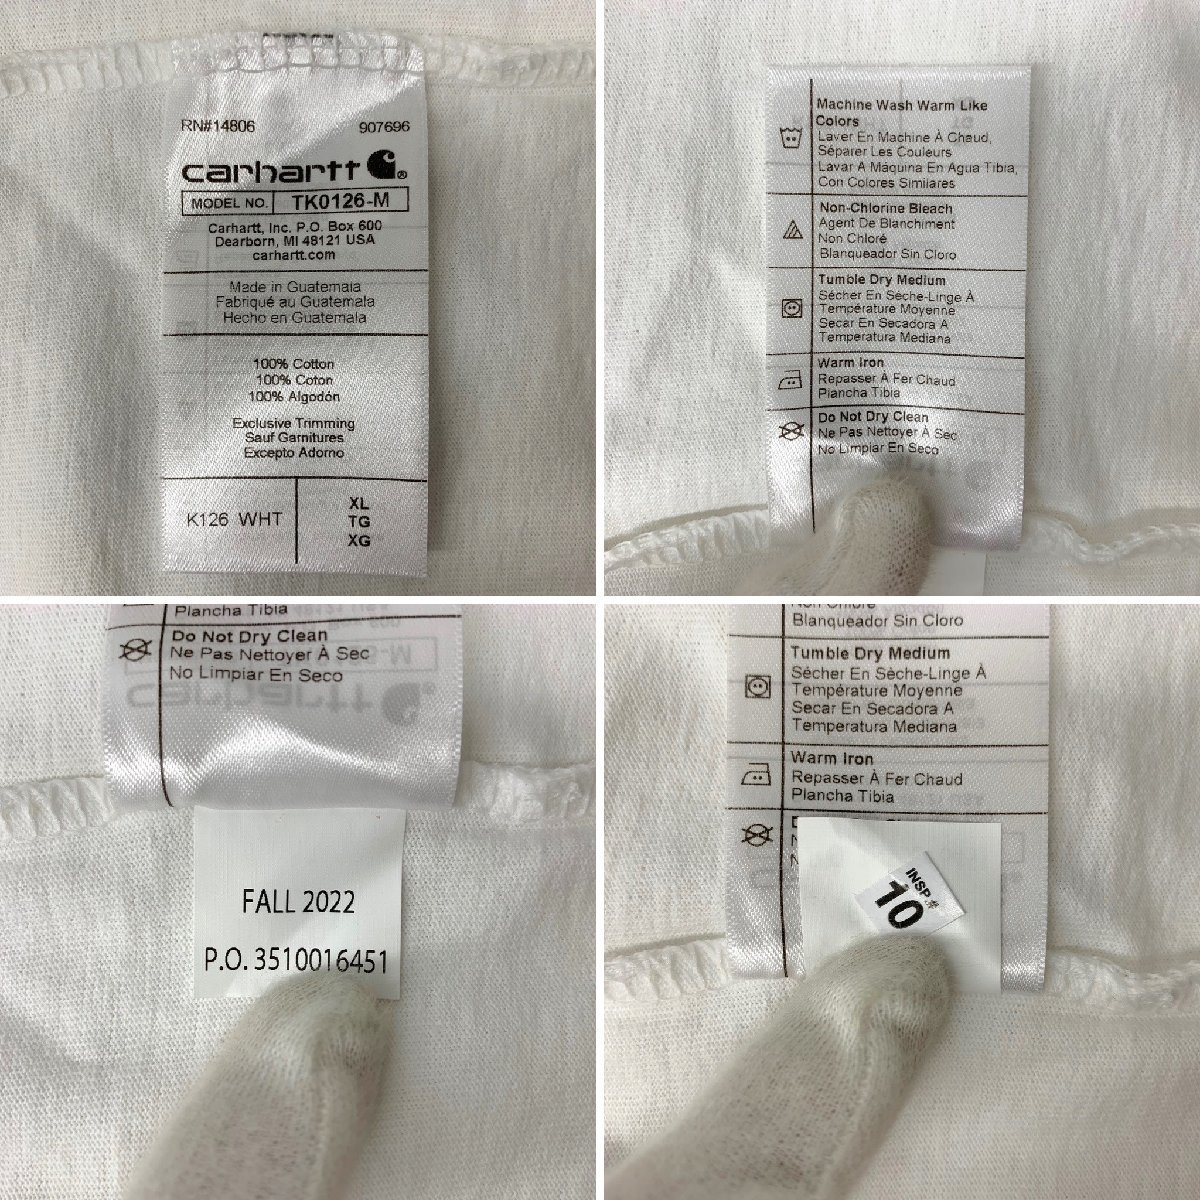 RN#14806 907696
carhartt
MODEL NO. TK0126-M
Carhartt, Inc. P.O. Box 600
Dearborn, MI 48121 USA
carhartt.com
Made in Guatemala
Fabriqué au Guatemala
Hecho en Guatemala
100% Cotton
100% Coton
100% Algodón
Exclusive Trimming
Sauf Garnitures
Excepto Adorno
K126 WHT
XL
TG
XG
Machine Wash Warm Like
Colors
Laver En Machine À Chaud,
Séparer Les Couleurs
Lavar A Máquina En Agua Tibia,
Con Colores Similares
Non-Chlorine Bleach
Agent De Blanchiment
Non Chloré
Blanqueador Sin Cloro
Tumble Dry Medium
Sécher En Sèche-Linge À
Température Moyenne
Secar En Secadora A
Temperatura Mediana
Warm Iron
Repasser À Fer Chaud
Plancha Tibia
Do Not Dry Clean
Ne Pas Nettoyer À Sec
No Limpiar En Seco
Plancha Tibia
Do Not Dry Clean
Ne Pas Nettoyer À Sec
No Limpiar En Seco
FALL 2022
P.O. 3510016451
Non Chloré
Blanqueador Sin Cloro
Tumble Dry Medium
Sécher En Sèche-Linge À
Température Moyenne
Secar En Secadora A
Temperatura Mediana
Warm Iron
Repasser À Fer Chaud
Plancha Tibia
INSP.#
10